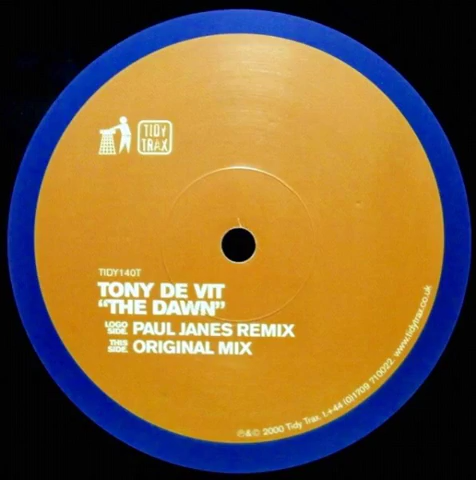 TIDY
TRAX
TIDY140T
TONY DE VIT
"THE DAWN"
LOGO SIDE: PAUL JANES REMIX
THIS SIDE: ORIGINAL MIX
℗&© 2000 Tidy Trax. t:+44 (0)1709 710022. www.tidytrax.co.uk